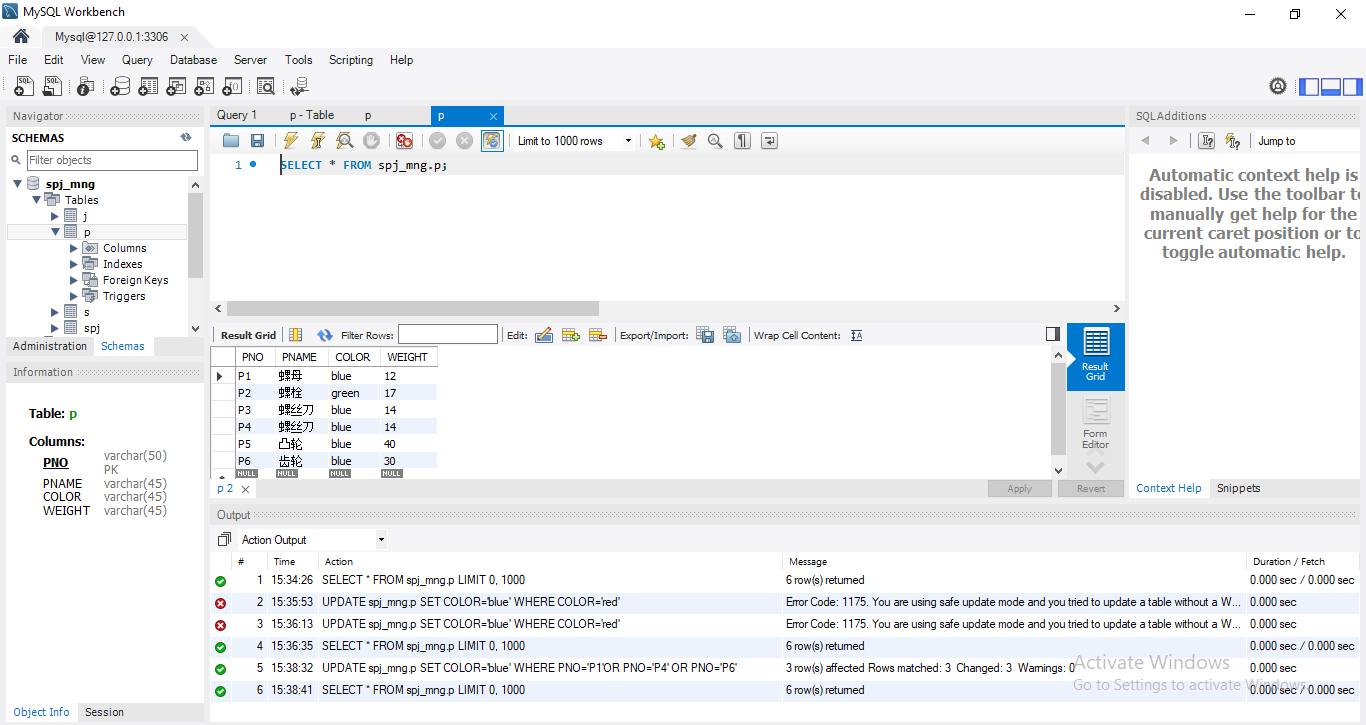 MySQL Workbench
Mysql@127.0.0.1:3306
File Edit View Query Database Server Tools Scripting Help
Navigator
SCHEMAS
Filter objects
spj_mng
Tables
j
p
Columns
Indexes
Foreign Keys
Triggers
s
spj
Administration Schemas
Information
Table: p
Columns:
PNO varchar(50)
PK
PNAME varchar(45)
COLOR varchar(45)
WEIGHT varchar(45)
Object Info Session
Query 1 p - Table p p
Limit to 1000 rows
1 SELECT * FROM spj_mng.p;
Result Grid Filter Rows: Edit: Export/Import: Wrap Cell Content:
PNO PNAME COLOR WEIGHT
P1 螺母 blue 12
P2 螺栓 green 17
P3 螺丝刀 blue 14
P4 螺丝刀 blue 14
P5 凸轮 blue 40
P6 齿轮 blue 30
NULL NULL NULL NULL
Result
Grid
Form
Editor
p 2 Apply Revert
SQLAdditions
Jump to
Automatic context help is
disabled. Use the toolbar to
manually get help for the
current caret position or to
toggle automatic help.
Context Help Snippets
Output
Action Output
# Time Action Message Duration / Fetch
1 15:34:26 SELECT * FROM spj_mng.p LIMIT 0, 1000 6 row(s) returned 0.000 sec / 0.000 sec
2 15:35:53 UPDATE spj_mng.p SET COLOR='blue' WHERE COLOR='red' Error Code: 1175. You are using safe update mode and you tried to update a table without a W... 0.000 sec
3 15:36:13 UPDATE spj_mng.p SET COLOR='blue' WHERE COLOR='red' Error Code: 1175. You are using safe update mode and you tried to update a table without a W... 0.000 sec
4 15:36:35 SELECT * FROM spj_mng.p LIMIT 0, 1000 6 row(s) returned 0.000 sec / 0.000 sec
5 15:38:32 UPDATE spj_mng.p SET COLOR='blue' WHERE PNO='P1'OR PNO='P4' OR PNO='P6' 3 row(s) affected Rows matched: 3 Changed: 3 Warnings: 0 0.000 sec
6 15:38:41 SELECT * FROM spj_mng.p LIMIT 0, 1000 6 row(s) returned 0.000 sec / 0.000 sec
Activate Windows
Go to Settings to activate Windows.